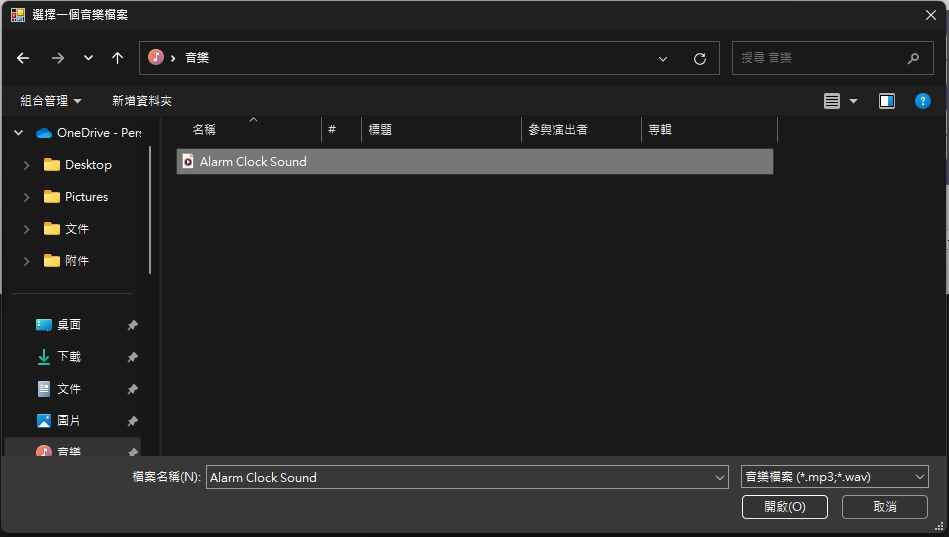 選擇一個音樂檔案
音樂
搜尋 音樂
組合管理
新增資料夾
OneDrive - Pers
Desktop
Pictures
文件
附件
桌面
下載
文件
圖片
音樂
名稱 # 標題 參與演出者 專輯
Alarm Clock Sound
檔案名稱(N): Alarm Clock Sound
音樂檔案 (*.mp3;*.wav)
開啟(O) 取消